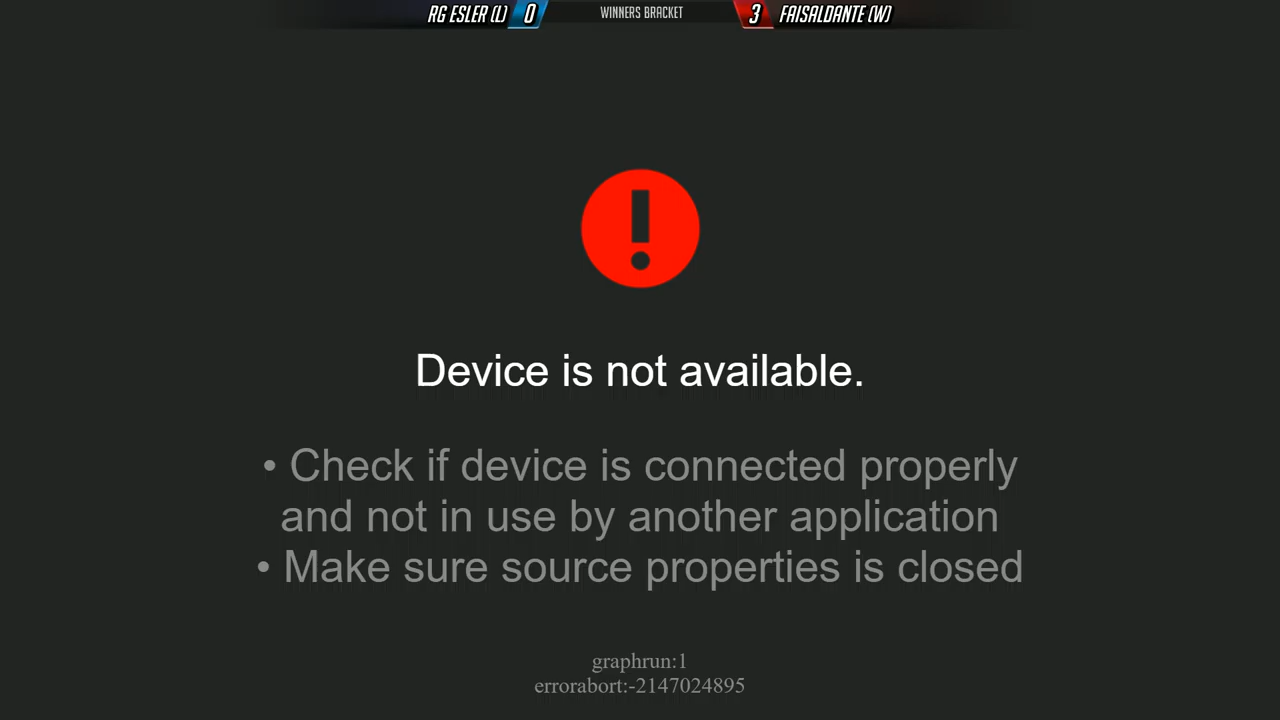 RG ESLER (L) 0 WINNERS BRACKET 3 FAISALDANTE (W)
Device is not available.
• Check if device is connected properly
and not in use by another application
• Make sure source properties is closed
graphrun:1
errorabort:-2147024895